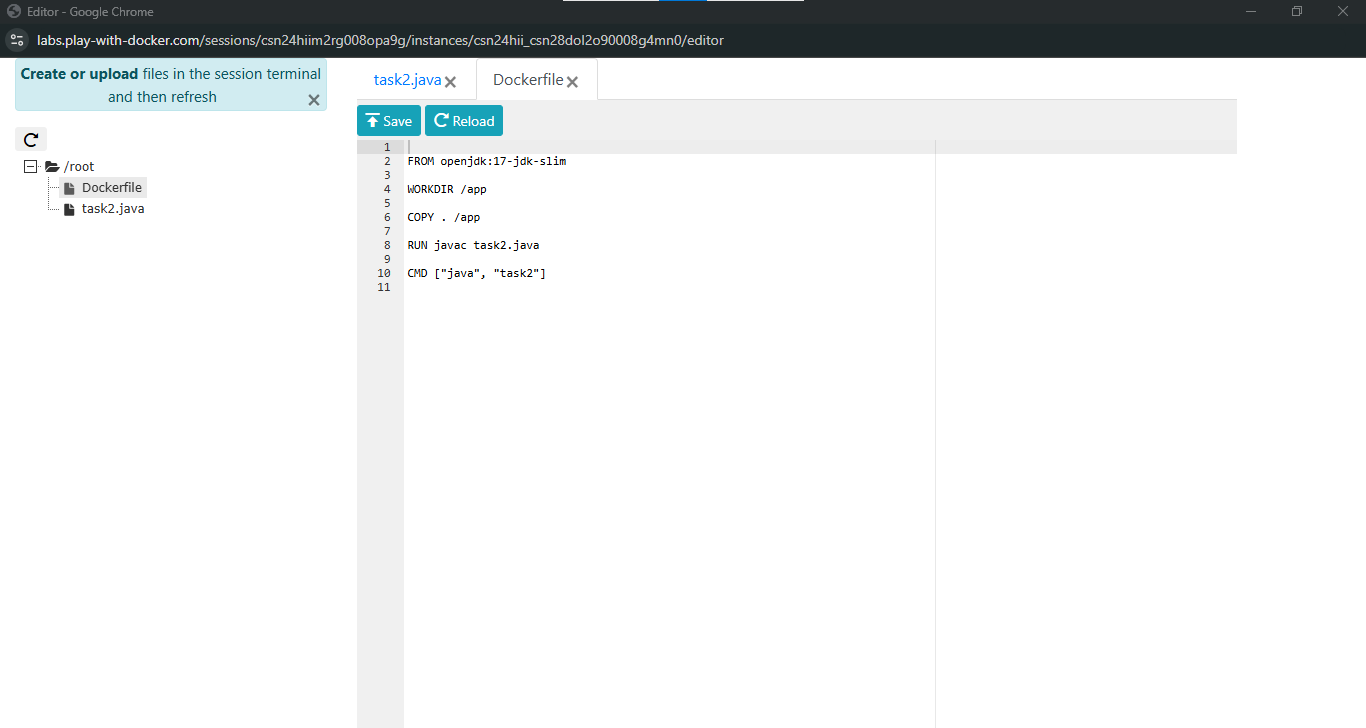 Editor - Google Chrome
labs.play-with-docker.com/sessions/csn24hiim2rg008opa9g/instances/csn24hii_csn28dol2o90008g4mn0/editor
Create or upload files in the session terminal
and then refresh
/root
Dockerfile
task2.java
task2.java Dockerfile
Save Reload
1
2 FROM openjdk:17-jdk-slim
3
4 WORKDIR /app
5
6 COPY . /app
7
8 RUN javac task2.java
9
10 CMD ["java", "task2"]
11